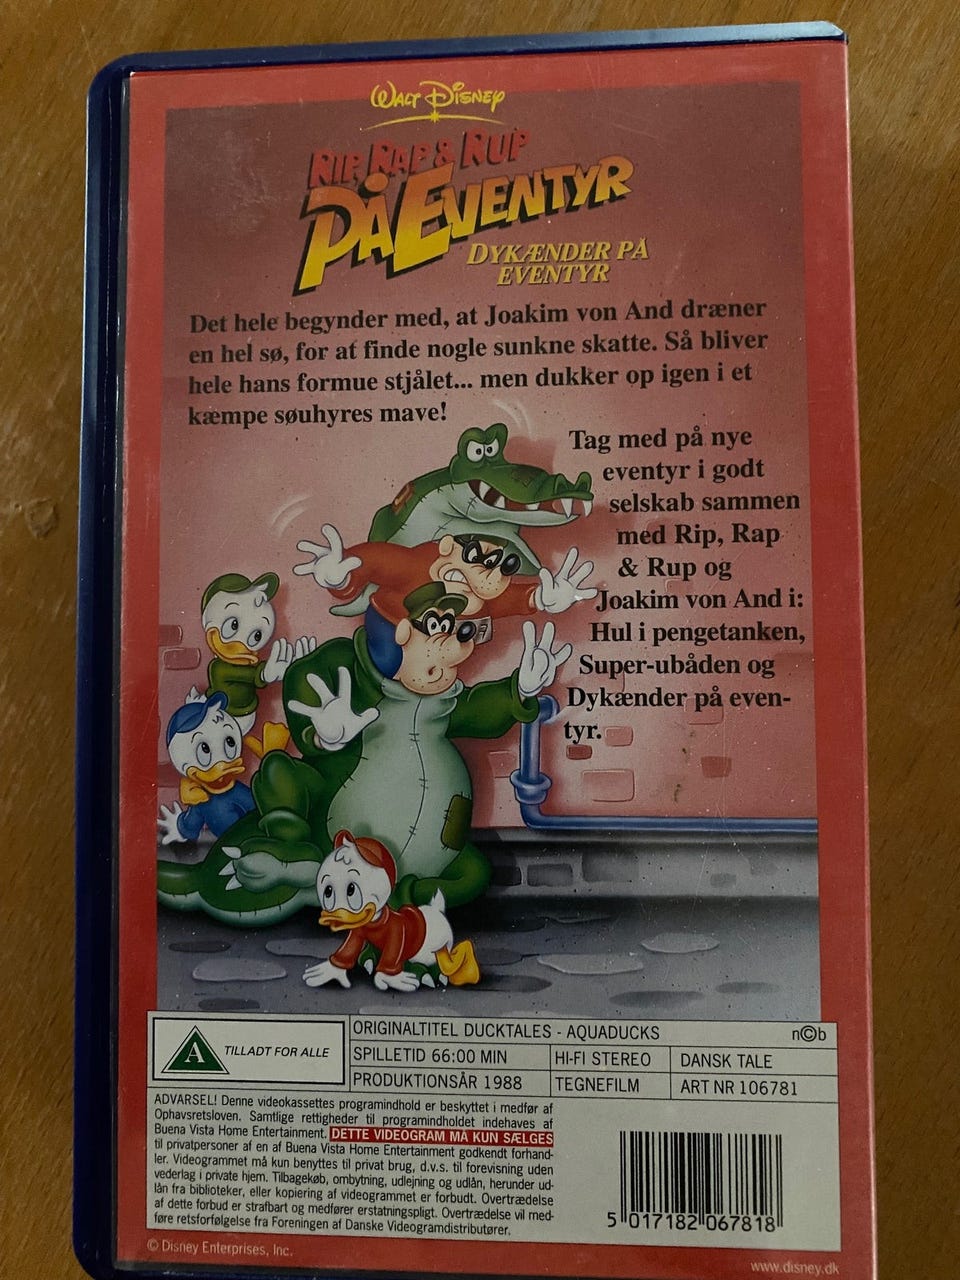 WALT DISNEY
RIP, RAP & RUP
PÅ EVENTYR
DYKÆNDER PÅ
EVENTYR
Det hele begynder med, at Joakim von And dræner
en hel sø, for at finde nogle sunkne skatte. Så bliver
hele hans formue stjålet... men dukker op igen i et
kæmpe søuhyres mave!
Tag med på nye
eventyr i godt
selskab sammen
med Rip, Rap
& Rup og
Joakim von And i:
Hul i pengetanken,
Super-ubåden og
Dykænder på even-
tyr.
A TILLADT FOR ALLE
ORIGINALTITEL DUCKTALES - AQUADUCKS n©b
SPILLETID 66:00 MIN HI-FI STEREO DANSK TALE
PRODUKTIONSÅR 1988 TEGNEFILM ART NR 106781
ADVARSEL! Denne videokassettes programindhold er beskyttet i medfør af
Ophavsretsloven. Samtlige rettigheder til programindholdet indehaves af
Buena Vista Home Entertainment. DETTE VIDEOGRAM MÅ KUN SÆLGES
til privatpersoner af en af Buena Vista Home Entertainment godkendt forhand-
ler. Videogrammet må kun benyttes til privat brug, d.v.s. til forevisning uden
vederlag i private hjem. Tilbagekøb, ombytning, udlejning og udlån, herunder ud-
lån fra biblioteker, eller kopiering af videogrammet er forbudt. Overtrædelse
af dette forbud er strafbart og medfører erstatningspligt. Overtrædelse vil med-
føre retsforfølgelse fra Foreningen af Danske Videogramdistributører.
5 017182 067818
© Disney Enterprises, Inc.
www.disney.dk